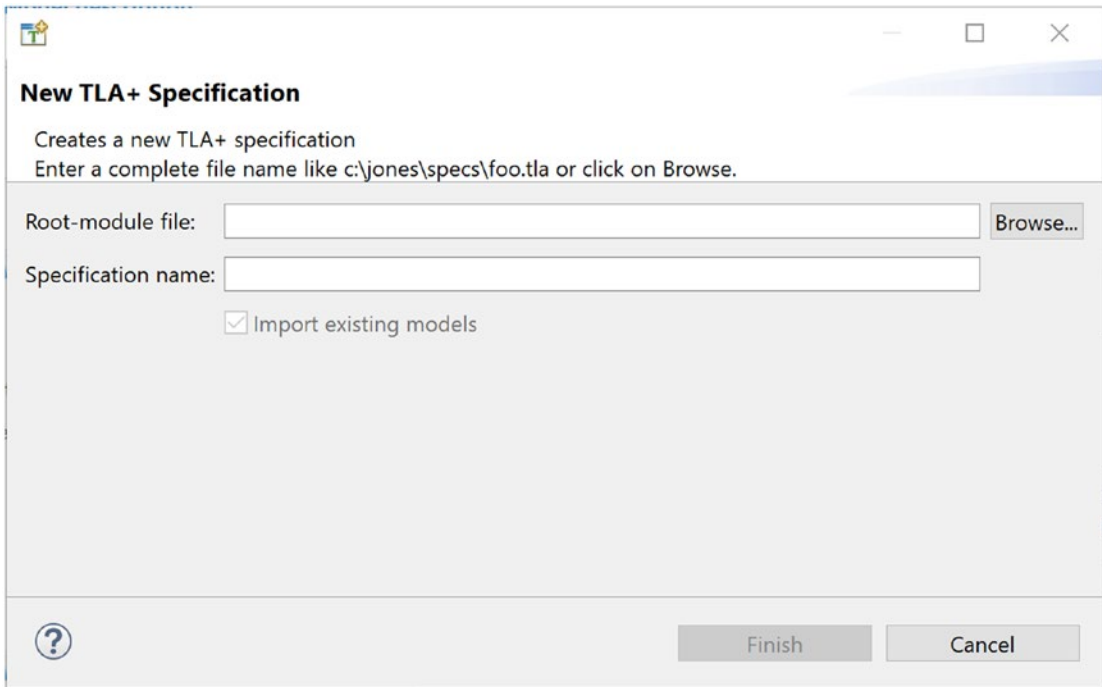 New TLA+ Specification
Creates a new TLA+ specification
Enter a complete file name like c:\jones\specs\foo.tla or click on Browse.
Root-module file:
Browse...
Specification name:
Import existing models
Finish
Cancel